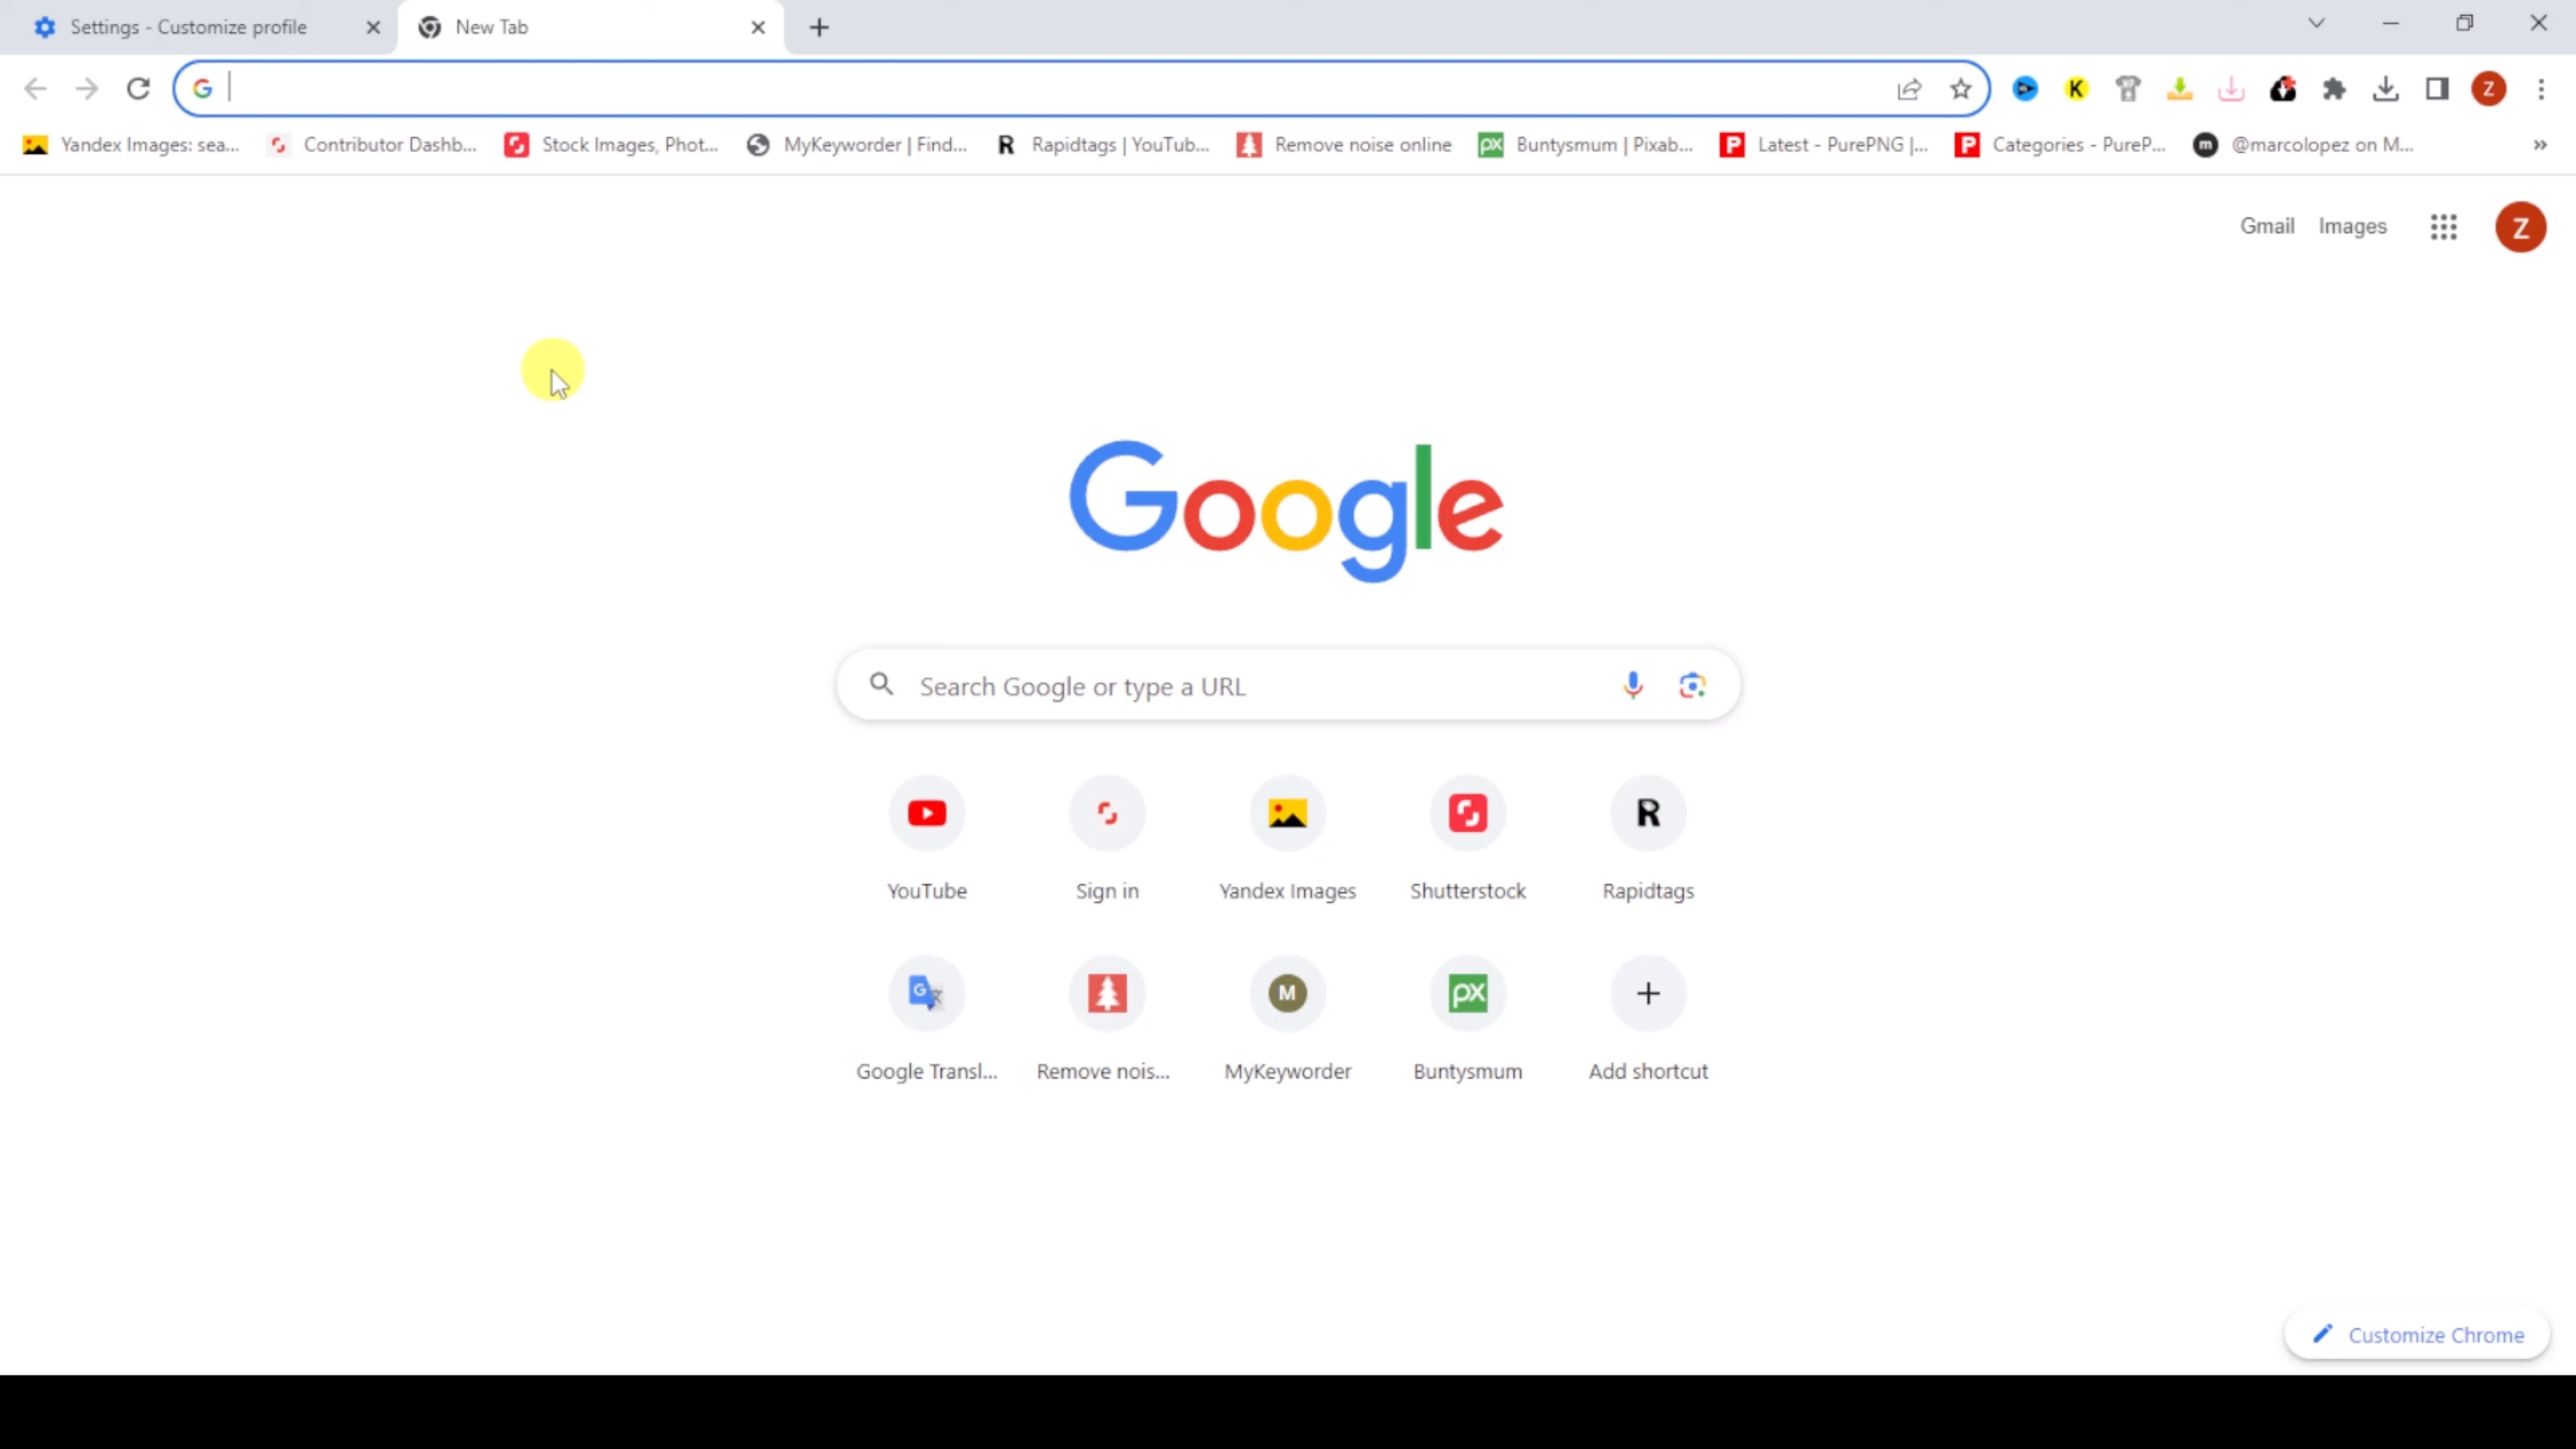 Settings - Customize profile
New Tab
Yandex Images: sea...
Contributor Dashb...
Stock Images, Phot...
MyKeyworder | Find...
R Rapidtags | YouTub...
Remove noise online
px Buntysmum | Pixab...
P Latest - PurePNG |...
P Categories - PureP...
m @marcolopez on M...
K
Z
Gmail Images
Z
Google
Search Google or type a URL
R
YouTube Sign in Yandex Images Shutterstock Rapidtags
G M px
Google Transl... Remove nois... MyKeyworder Buntysmum Add shortcut
Customize Chrome